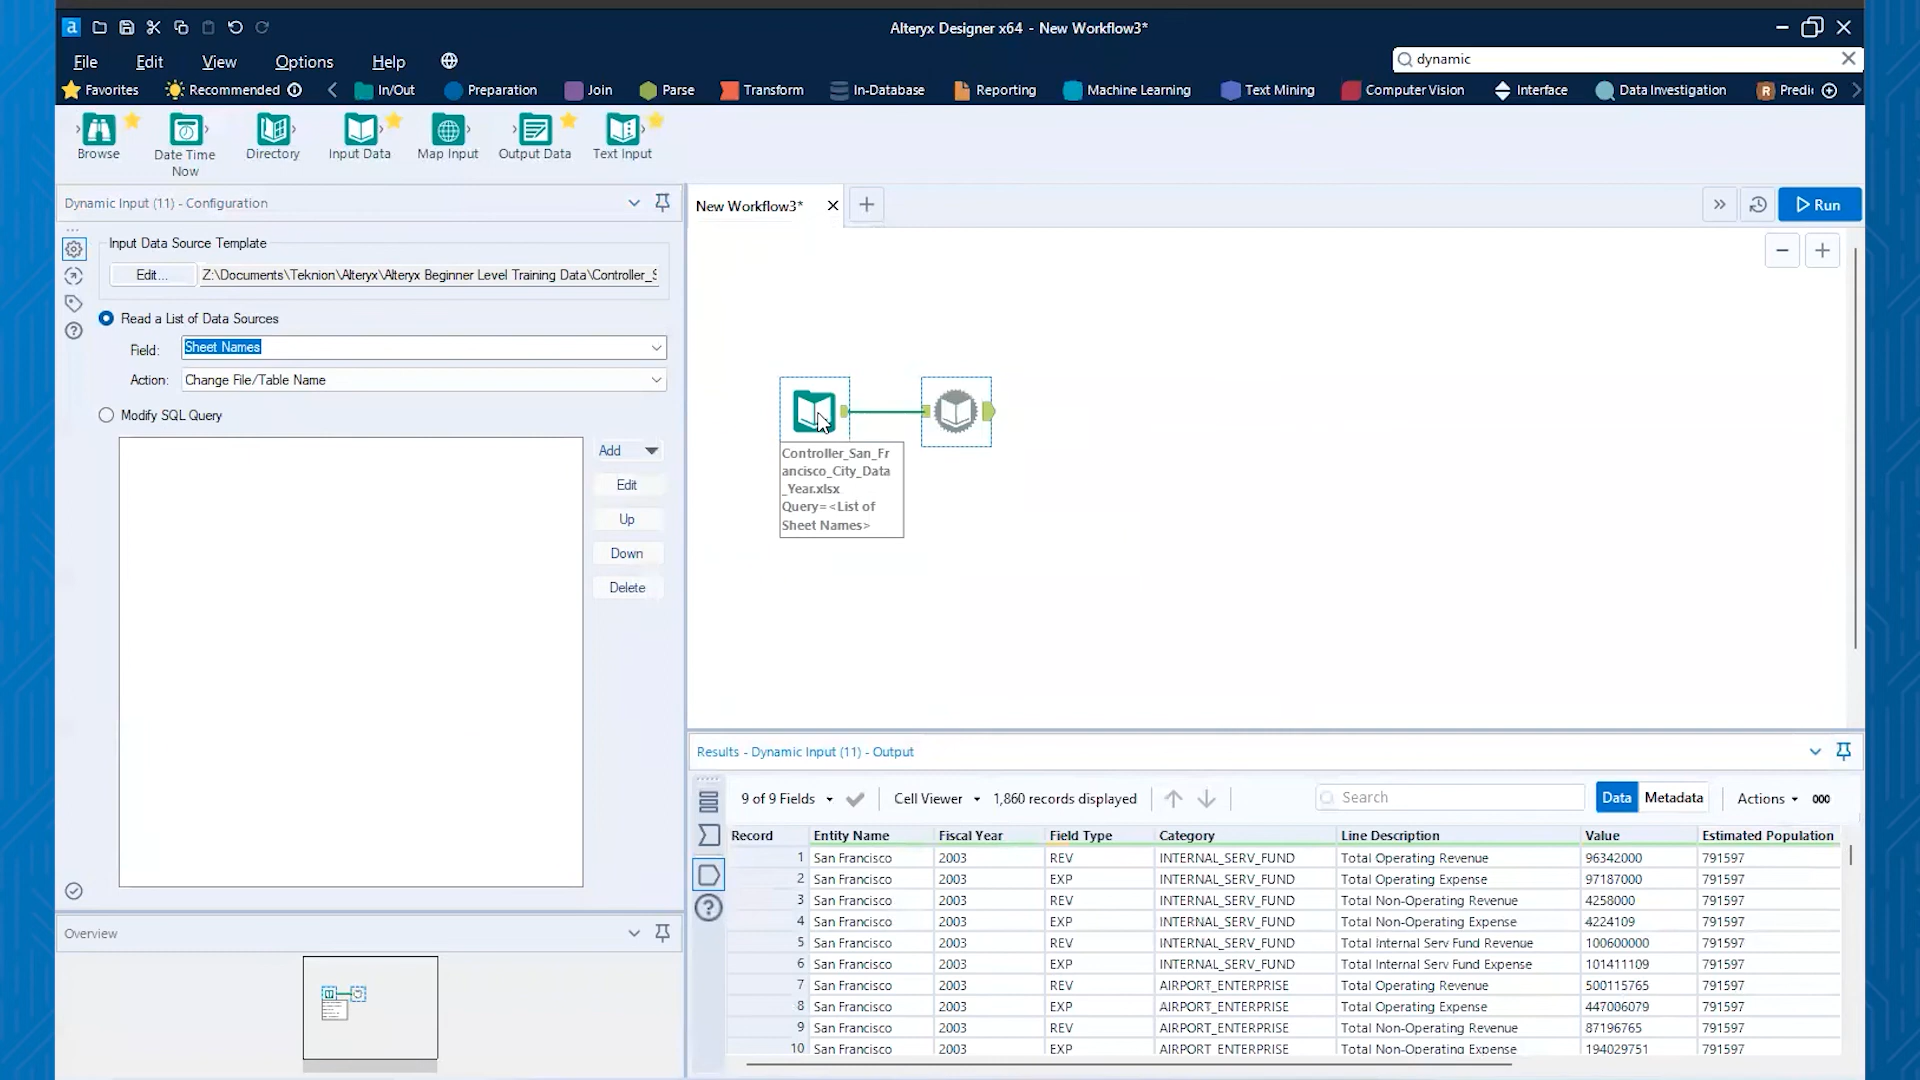 Alteryx Designer x64 - New Workflow3*
File Edit View Options Help
dynamic
Favorites Recommended In/Out Preparation Join Parse Transform In-Database Reporting Machine Learning Text Mining Computer Vision Interface Data Investigation Predi
Browse Date Time Now Directory Input Data Map Input Output Data Text Input
Dynamic Input (11) - Configuration
Input Data Source Template
Edit... Z:\Documents\Teknion\Alteryx\Alteryx Beginner Level Training Data\Controller_S
Read a List of Data Sources
Field: Sheet Names
Action: Change File/Table Name
Modify SQL Query
Add
Edit
Up
Down
Delete
Overview
New Workflow3*
Run
Controller_San_Fr
ancisco_City_Data
_Year.xlsx
Query=<List of
Sheet Names>
Results - Dynamic Input (11) - Output
9 of 9 Fields Cell Viewer 1,860 records displayed Search Data Metadata Actions 000
Record Entity Name Fiscal Year Field Type Category Line Description Value Estimated Population
1 San Francisco 2003 REV INTERNAL_SERV_FUND Total Operating Revenue 96342000 791597
2 San Francisco 2003 EXP INTERNAL_SERV_FUND Total Operating Expense 97187000 791597
3 San Francisco 2003 REV INTERNAL_SERV_FUND Total Non-Operating Revenue 4258000 791597
4 San Francisco 2003 EXP INTERNAL_SERV_FUND Total Non-Operating Expense 4224109 791597
5 San Francisco 2003 REV INTERNAL_SERV_FUND Total Internal Serv Fund Revenue 100600000 791597
6 San Francisco 2003 EXP INTERNAL_SERV_FUND Total Internal Serv Fund Expense 101411109 791597
7 San Francisco 2003 REV AIRPORT_ENTERPRISE Total Operating Revenue 500115765 791597
8 San Francisco 2003 EXP AIRPORT_ENTERPRISE Total Operating Expense 447006079 791597
9 San Francisco 2003 REV AIRPORT_ENTERPRISE Total Non-Operating Revenue 87196765 791597
10 San Francisco 2003 EXP AIRPORT_ENTERPRISE Total Non-Operating Expense 194029751 791597